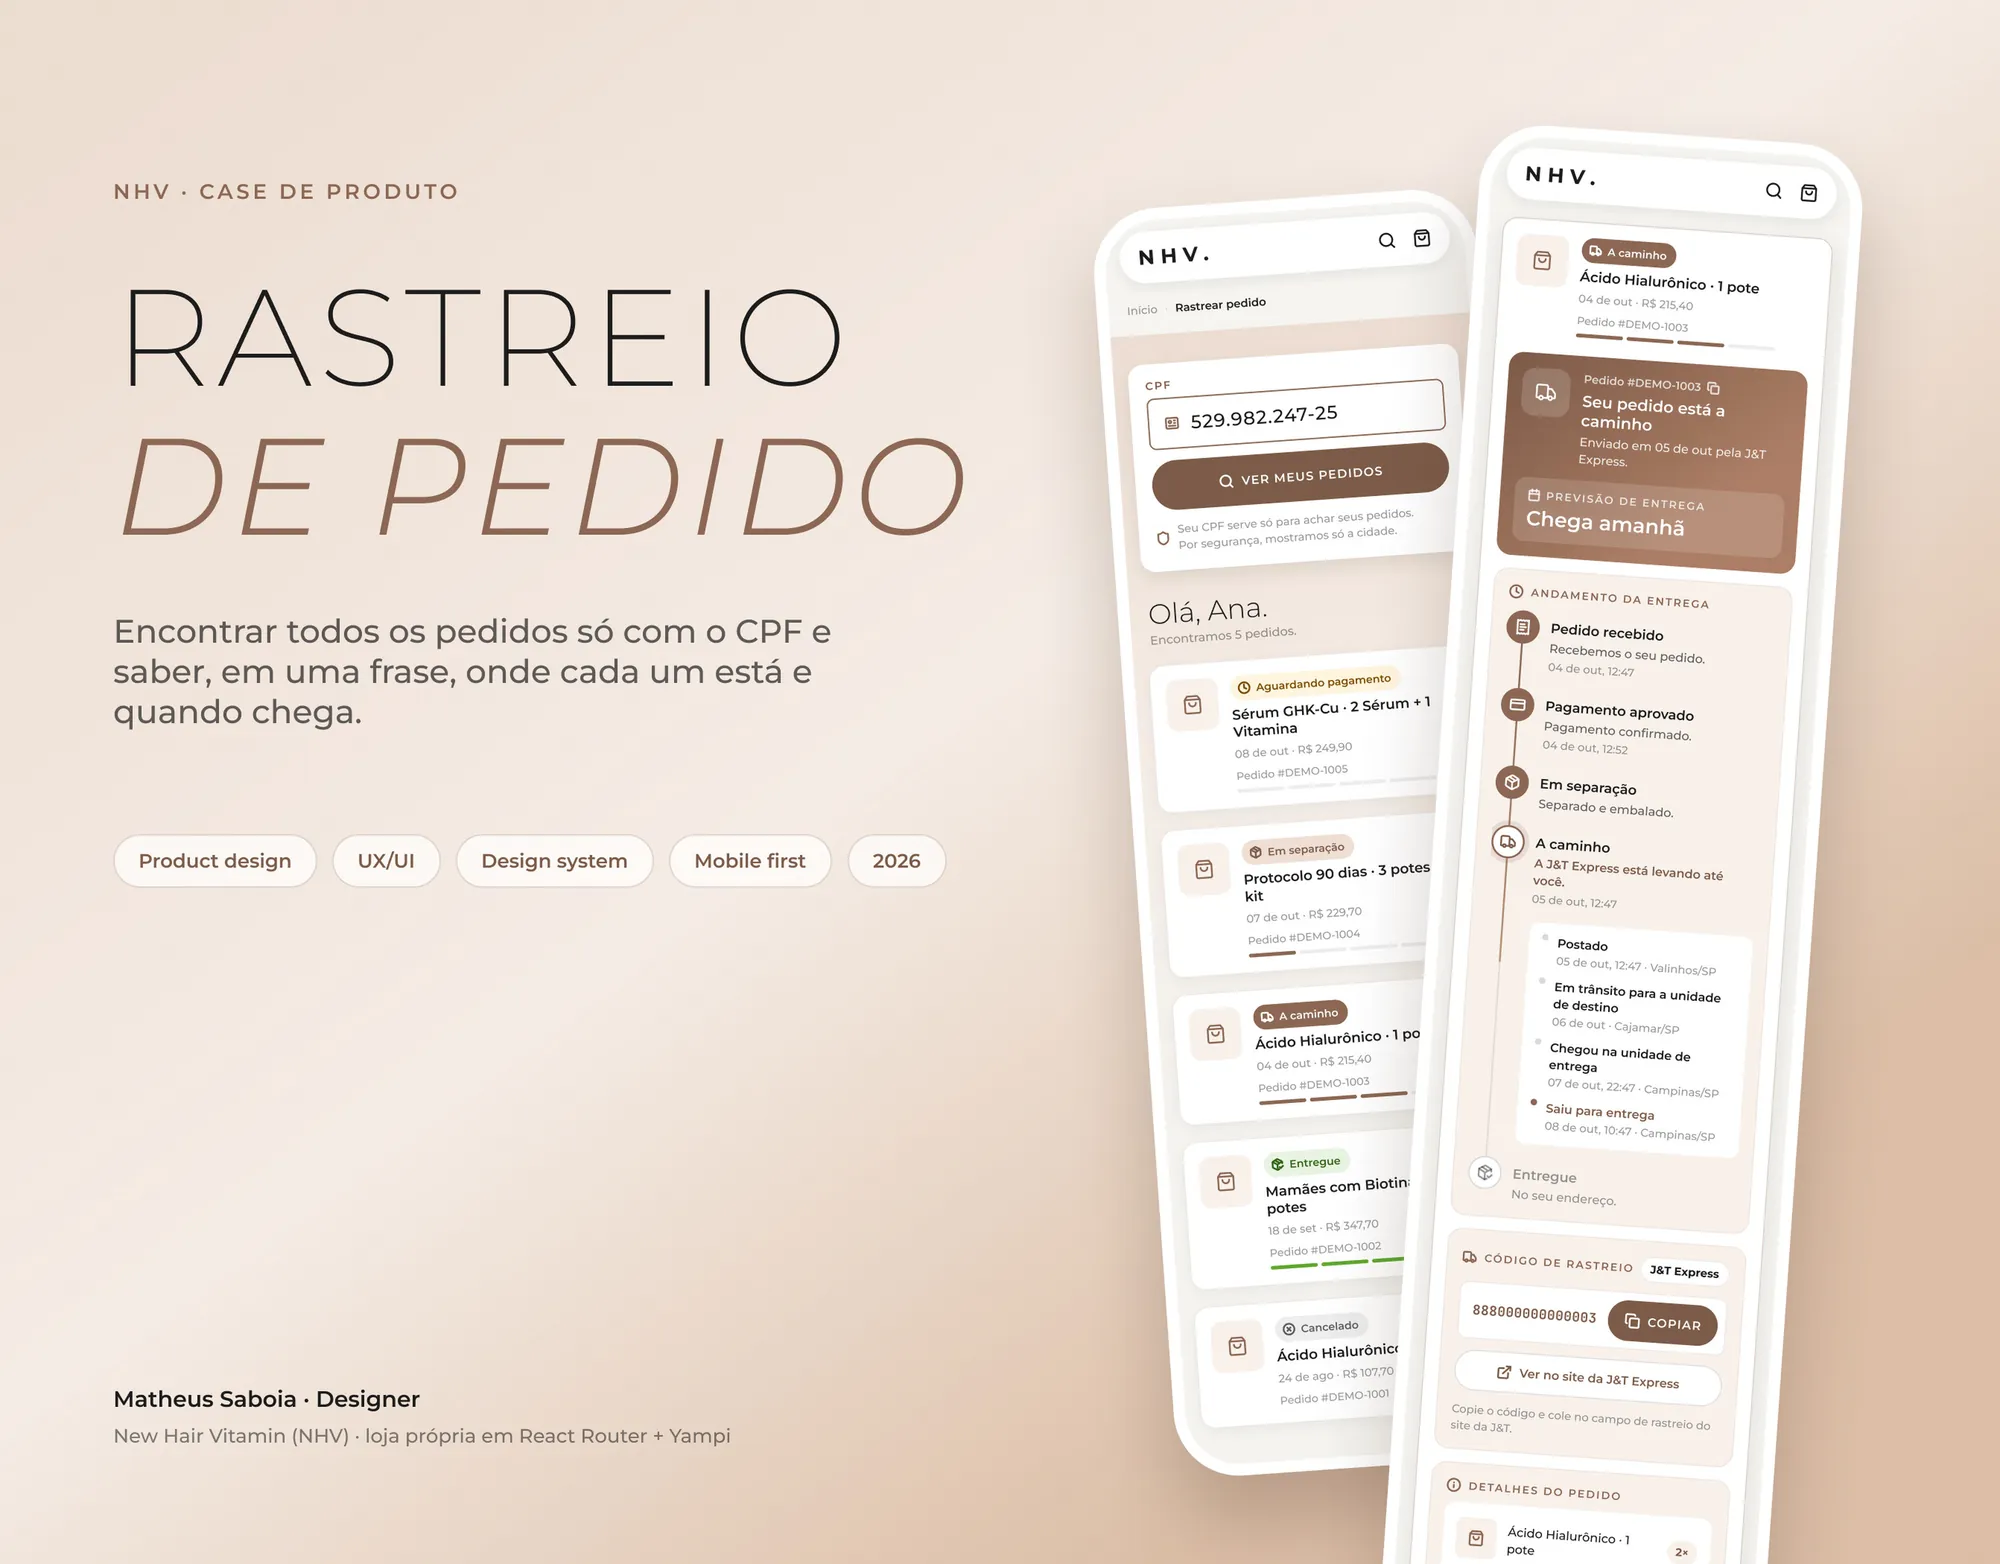 NHV · CASE DE PRODUTO
RASTREIO
DE PEDIDO
Encontrar todos os pedidos só com o CPF e
saber, em uma frase, onde cada um está e
quando chega.
Product design
UX/UI
Design system
Mobile first
2026
Matheus Saboia · Designer
New Hair Vitamin (NHV) · loja própria em React Router + Yampi
NHV.
Início · Rastrear pedido
CPF
529.982.247-25
VER MEUS PEDIDOS
Seu CPF serve só para achar seus pedidos.
Por segurança, mostramos só a cidade.
Olá, Ana.
Encontramos 5 pedidos.
Aguardando pagamento
Sérum GHK-Cu · 2 Sérum + 1
Vitamina
08 de out · R$ 249,90
Pedido #DEMO-1005
Em separação
Protocolo 90 dias · 3 potes
kit
07 de out · R$ 229,70
Pedido #DEMO-1004
A caminho
Ácido Hialurônico · 1 po
04 de out · R$ 215,40
Pedido #DEMO-1003
Entregue
Mamães com Biotin
potes
18 de set · R$ 347,70
Pedido #DEMO-1002
Cancelado
Ácido Hialurônic
24 de ago · R$ 107,70
Pedido #DEMO-1001
NHV.
A caminho
Ácido Hialurônico · 1 pote
04 de out · R$ 215,40
Pedido #DEMO-1003
Pedido #DEMO-1003
Seu pedido está a
caminho
Enviado em 05 de out pela J&T
Express.
PREVISÃO DE ENTREGA
Chega amanhã
ANDAMENTO DA ENTREGA
Pedido recebido
Recebemos o seu pedido.
04 de out, 12:47
Pagamento aprovado
Pagamento confirmado.
04 de out, 12:52
Em separação
Separado e embalado.
A caminho
A J&T Express está levando até
você.
05 de out, 12:47
Postado
05 de out, 12:47 · Valinhos/SP
Em trânsito para a unidade
de destino
06 de out · Cajamar/SP
Chegou na unidade de
entrega
07 de out, 22:47 · Campinas/SP
Saiu para entrega
08 de out, 10:47 · Campinas/SP
Entregue
No seu endereço.
CÓDIGO DE RASTREIO
J&T Express
888000000000003
COPIAR
Ver no site da J&T Express
Copie o código e cole no campo de rastreio do
site da J&T.
DETALHES DO PEDIDO
Ácido Hialurônico · 1
pote
2×